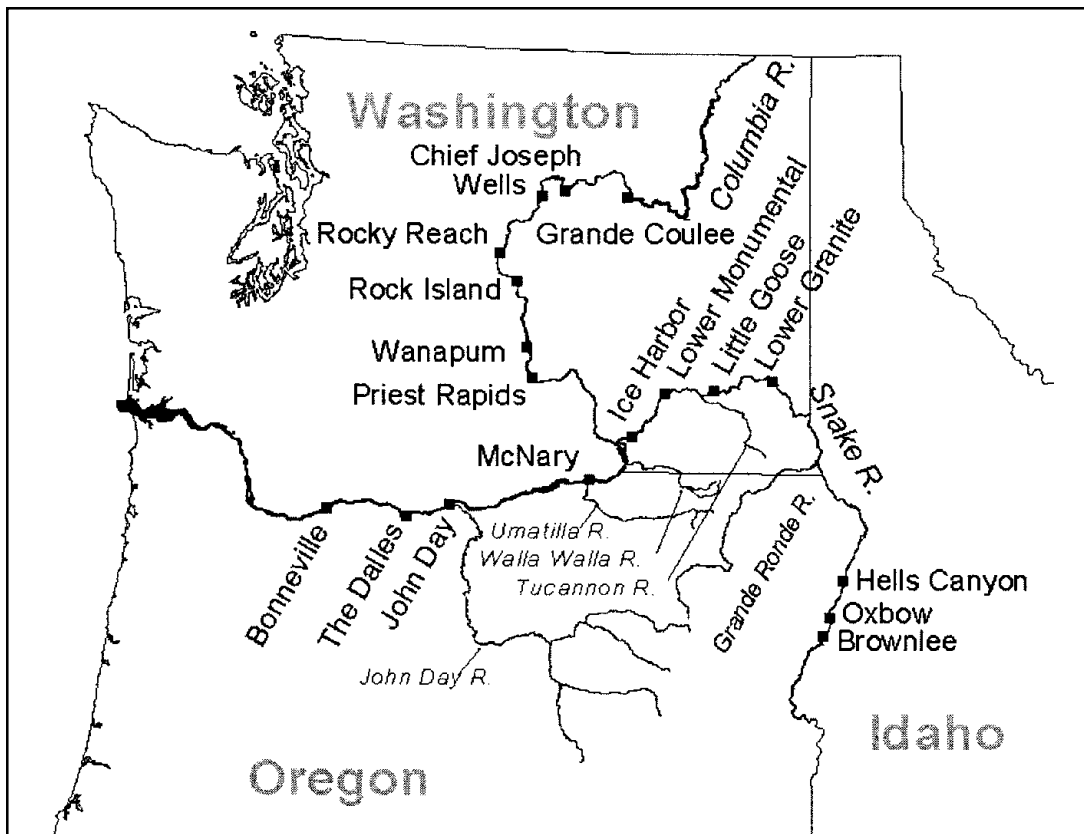 Washington
Columbia R.
Chief Joseph
Wells
Grande Coulee
Rocky Reach
Rock Island
Wanapum
Priest Rapids
Ice Harbor
Lower Monumental
Little Goose
Lower Granite
Snake R.
McNary
Bonneville
The Dalles
John Day
Umatilla R.
Walla Walla R.
Tucannon R.
Grande Ronde R.
John Day R.
Hells Canyon
Oxbow
Brownlee
Oregon
Idaho